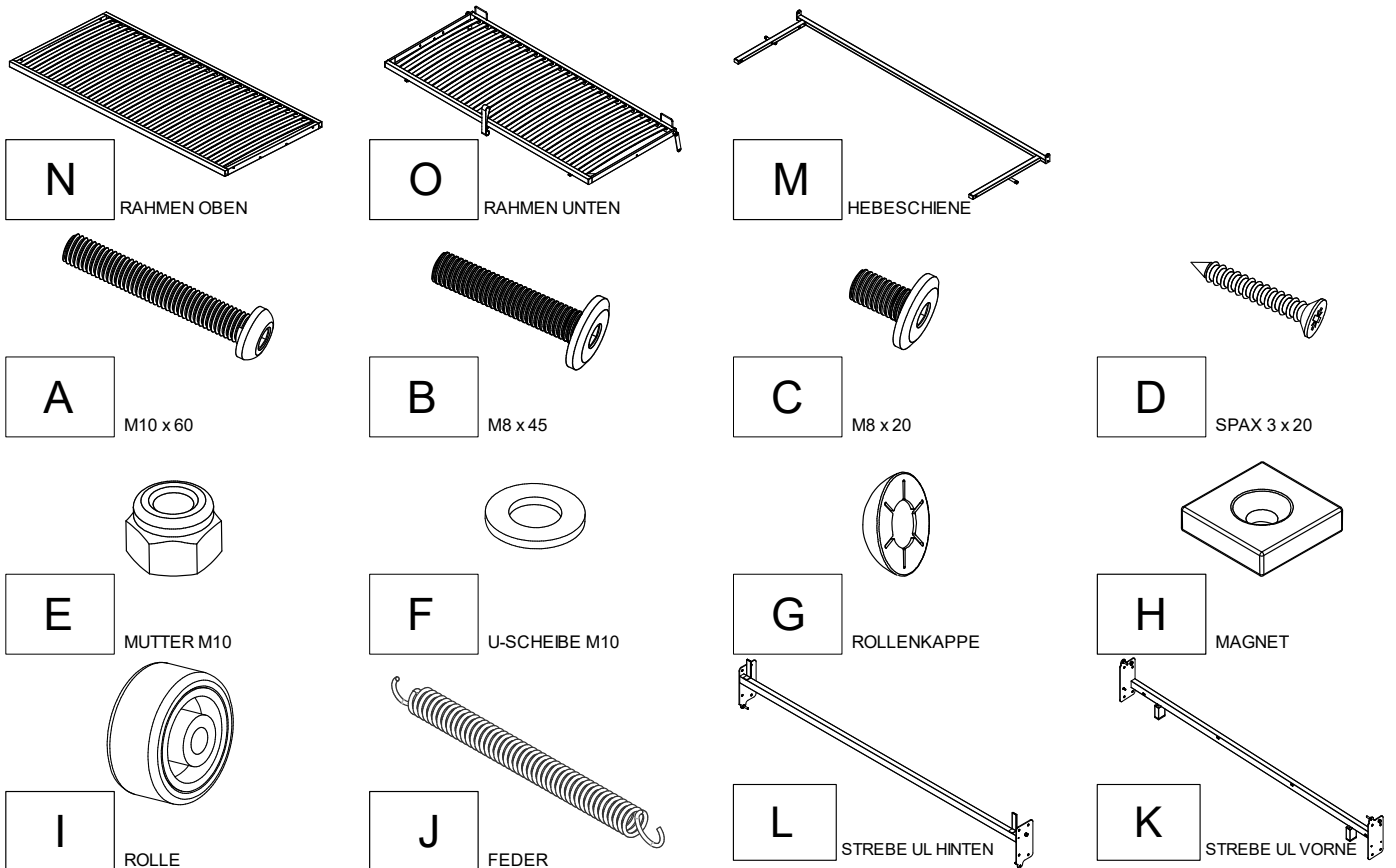 N
RAHMEN OBEN
O
RAHMEN UNTEN
M
HEBESCHIENE
A
M10 x 60
B
M8 x 45
C
M8 x 20
D
SPAX 3 x 20
E
MUTTER M10
F
U-SCHEIBE M10
G
ROLLENKAPPE
H
MAGNET
I
ROLLE
J
FEDER
L
STREBE UL HINTEN
K
STREBE UL VORNE